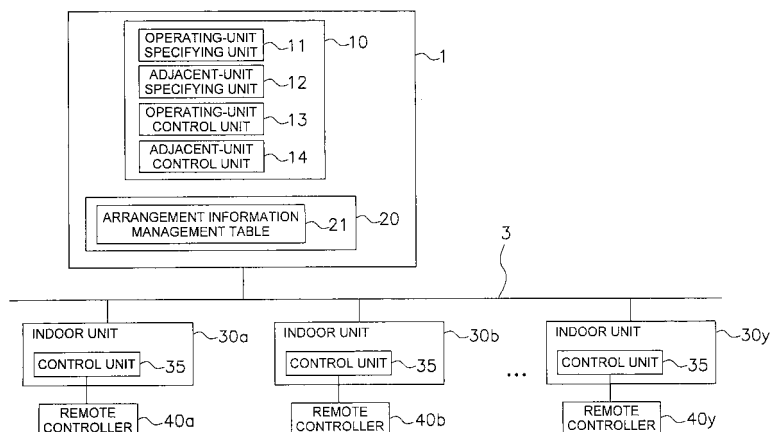 OPERATING-UNIT
SPECIFYING UNIT
11
10
1
ADJACENT-UNIT
SPECIFYING UNIT
12
OPERATING-UNIT
CONTROL UNIT
13
ADJACENT-UNIT
CONTROL UNIT
14
ARRANGEMENT INFORMATION
MANAGEMENT TABLE
21
20
3
INDOOR UNIT
30a
CONTROL UNIT
35
REMOTE
CONTROLLER
40a
INDOOR UNIT
30b
CONTROL UNIT
35
REMOTE
CONTROLLER
40b
...
INDOOR UNIT
30y
CONTROL UNIT
35
REMOTE
CONTROLLER
40y